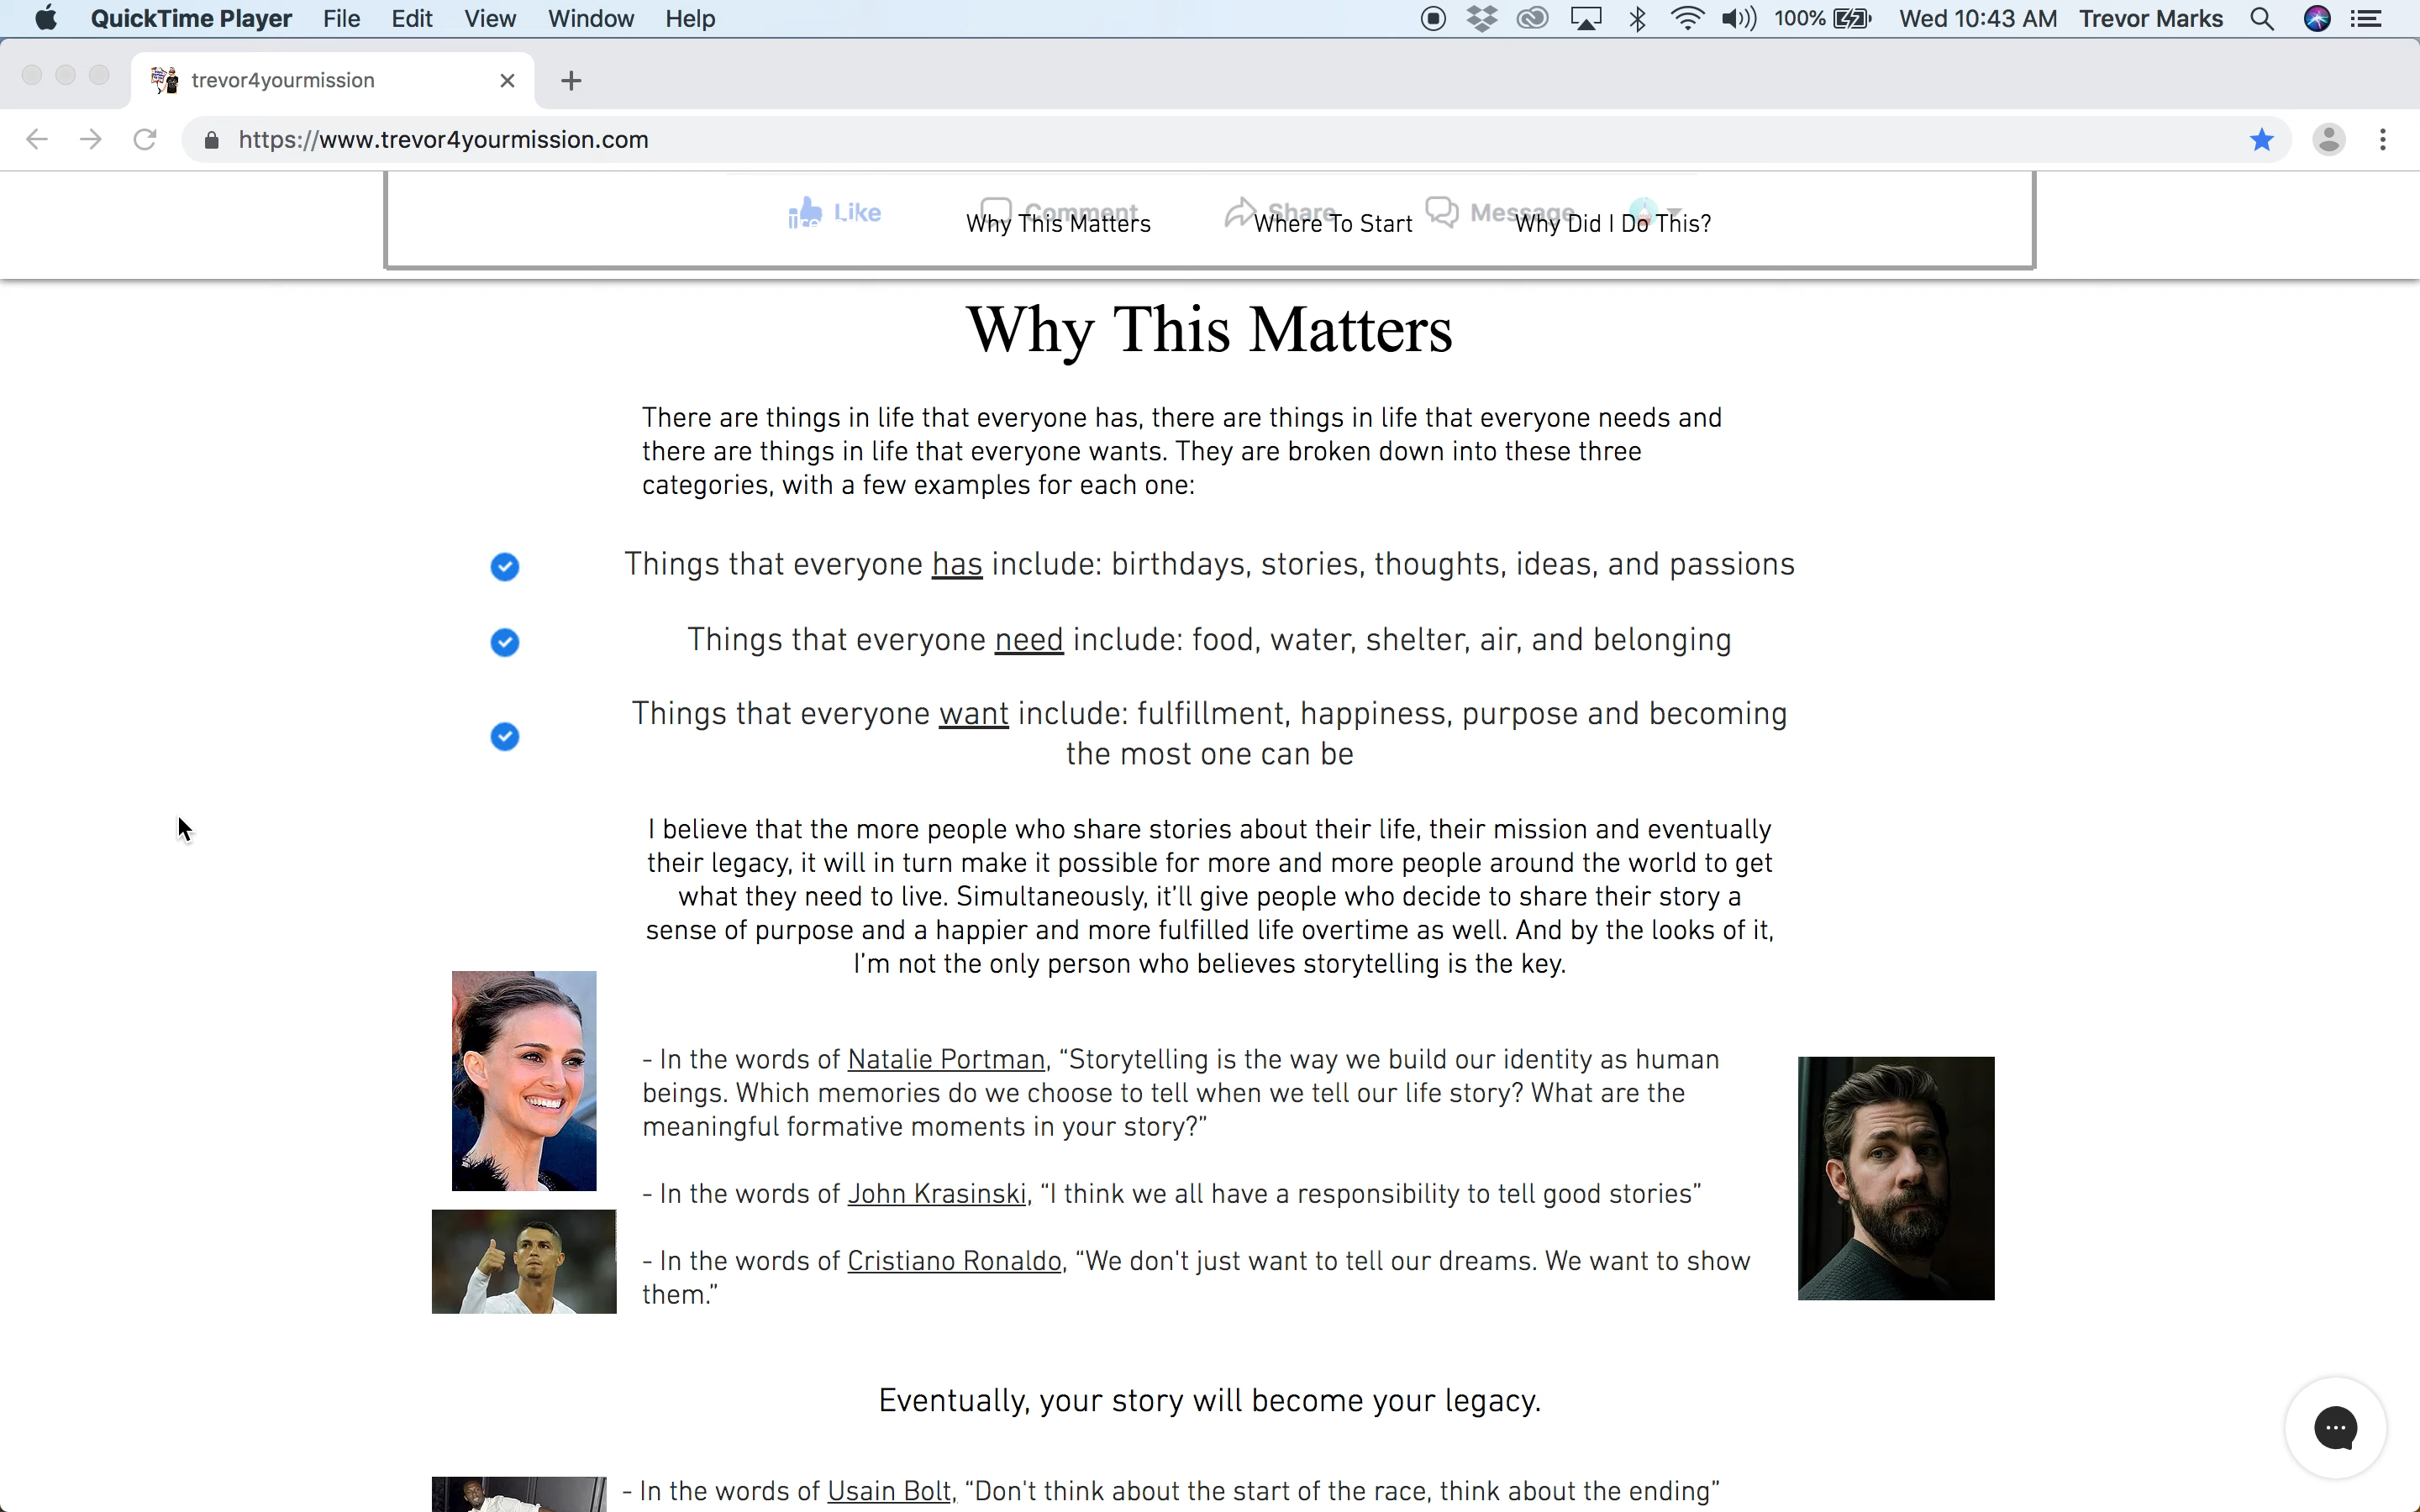 QuickTime Player File Edit View Window Help 100% Wed 10:43 AM Trevor Marks
trevor4yourmission
https://www.trevor4yourmission.com
Like Comment Share Message
Why This Matters Where To Start Why Did I Do This?
Why This Matters
There are things in life that everyone has, there are things in life that everyone needs and
there are things in life that everyone wants. They are broken down into these three
categories, with a few examples for each one:
Things that everyone has include: birthdays, stories, thoughts, ideas, and passions
Things that everyone need include: food, water, shelter, air, and belonging
Things that everyone want include: fulfillment, happiness, purpose and becoming
the most one can be
I believe that the more people who share stories about their life, their mission and eventually
their legacy, it will in turn make it possible for more and more people around the world to get
what they need to live. Simultaneously, it'll give people who decide to share their story a
sense of purpose and a happier and more fulfilled life overtime as well. And by the looks of it,
I'm not the only person who believes storytelling is the key.
- In the words of Natalie Portman, “Storytelling is the way we build our identity as human
beings. Which memories do we choose to tell when we tell our life story? What are the
meaningful formative moments in your story?”
- In the words of John Krasinski, “I think we all have a responsibility to tell good stories”
- In the words of Cristiano Ronaldo, “We don't just want to tell our dreams. We want to show
them.”
Eventually, your story will become your legacy.
- In the words of Usain Bolt, “Don't think about the start of the race, think about the ending”